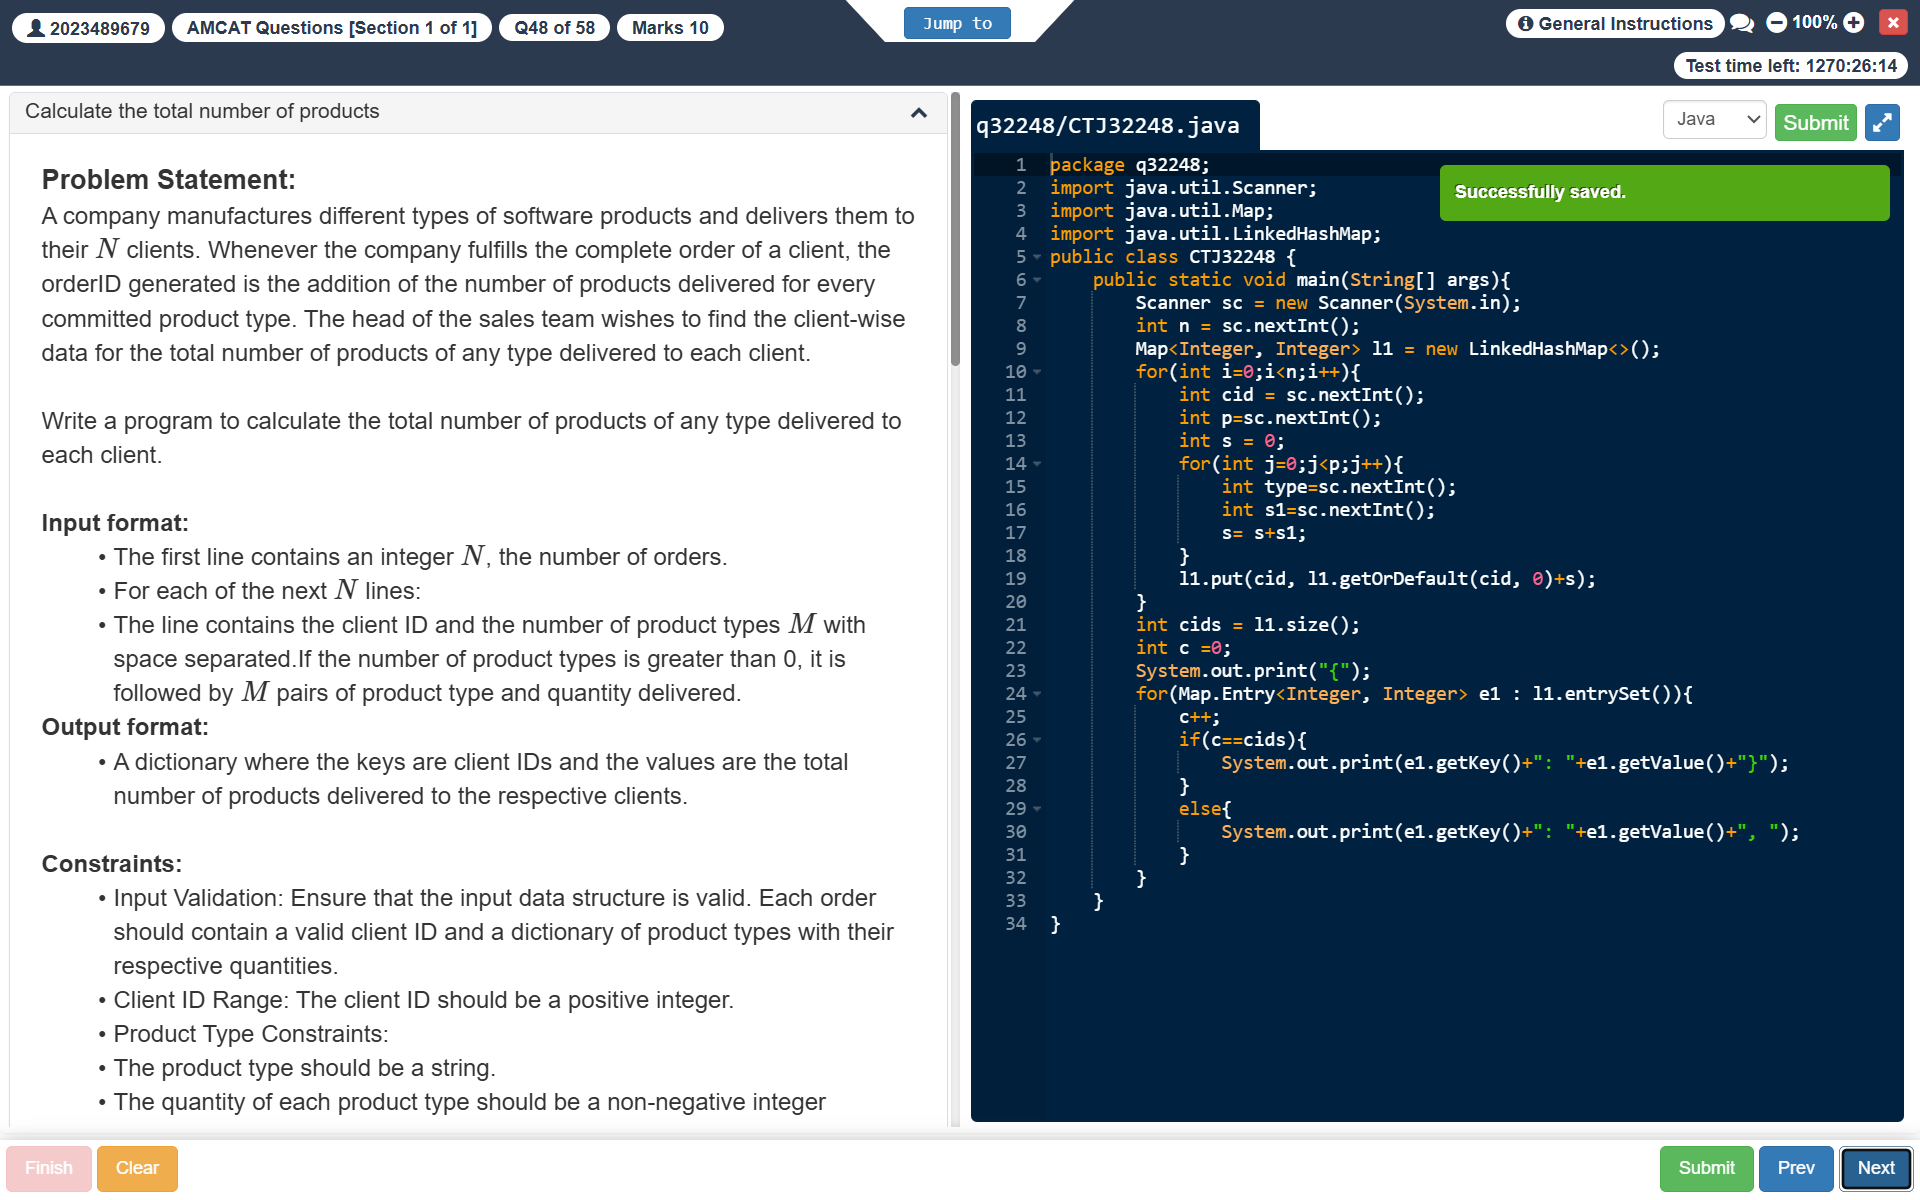 2023489679
AMCAT Questions [Section 1 of 1]
Q48 of 58
Marks 10
Jump to
General Instructions
100%
Test time left: 1270:26:14
Calculate the total number of products
Problem Statement:
A company manufactures different types of software products and delivers them to
their N clients. Whenever the company fulfills the complete order of a client, the
orderID generated is the addition of the number of products delivered for every
committed product type. The head of the sales team wishes to find the client-wise
data for the total number of products of any type delivered to each client.
Write a program to calculate the total number of products of any type delivered to
each client.
Input format:
• The first line contains an integer N, the number of orders.
• For each of the next N lines:
• The line contains the client ID and the number of product types M with
space separated.If the number of product types is greater than 0, it is
followed by M pairs of product type and quantity delivered.
Output format:
• A dictionary where the keys are client IDs and the values are the total
number of products delivered to the respective clients.
Constraints:
• Input Validation: Ensure that the input data structure is valid. Each order
should contain a valid client ID and a dictionary of product types with their
respective quantities.
• Client ID Range: The client ID should be a positive integer.
• Product Type Constraints:
• The product type should be a string.
• The quantity of each product type should be a non-negative integer
q32248/CTJ32248.java
Java
Submit
Successfully saved.
1 package q32248;
2 import java.util.Scanner;
3 import java.util.Map;
4 import java.util.LinkedHashMap;
5 public class CTJ32248 {
6 public static void main(String[] args){
7 Scanner sc = new Scanner(System.in);
8 int n = sc.nextInt();
9 Map<Integer, Integer> l1 = new LinkedHashMap<>();
10 for(int i=0;i<n;i++){
11 int cid = sc.nextInt();
12 int p=sc.nextInt();
13 int s = 0;
14 for(int j=0;j<p;j++){
15 int type=sc.nextInt();
16 int s1=sc.nextInt();
17 s= s+s1;
18 }
19 l1.put(cid, l1.getOrDefault(cid, 0)+s);
20 }
21 int cids = l1.size();
22 int c =0;
23 System.out.print("{");
24 for(Map.Entry<Integer, Integer> e1 : l1.entrySet()){
25 c++;
26 if(c==cids){
27 System.out.print(e1.getKey()+": "+e1.getValue()+"}");
28 }
29 else{
30 System.out.print(e1.getKey()+": "+e1.getValue()+", ");
31 }
32 }
33 }
34 }
Finish
Clear
Submit
Prev
Next